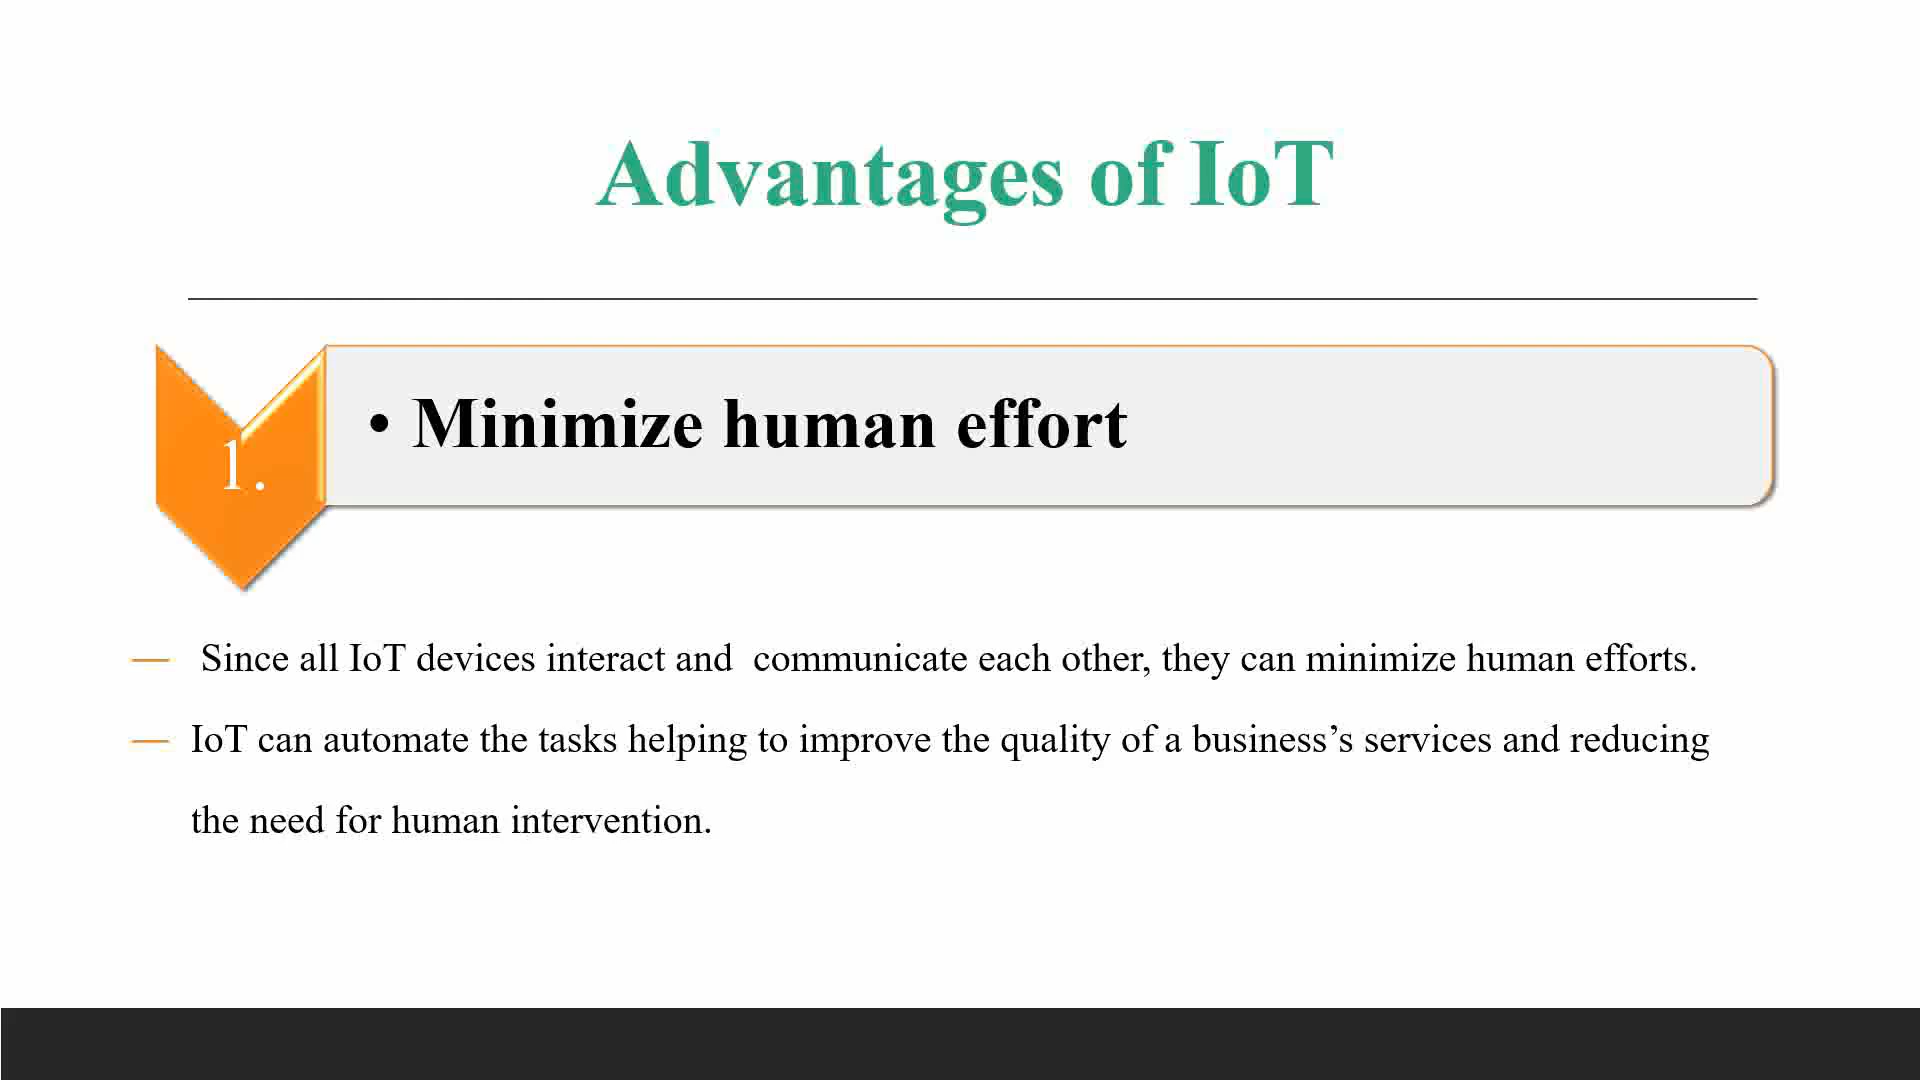 Advantages of IoT
1.
• Minimize human effort
— Since all IoT devices interact and  communicate each other, they can minimize human efforts.
— IoT can automate the tasks helping to improve the quality of a business’s services and reducing
the need for human intervention.